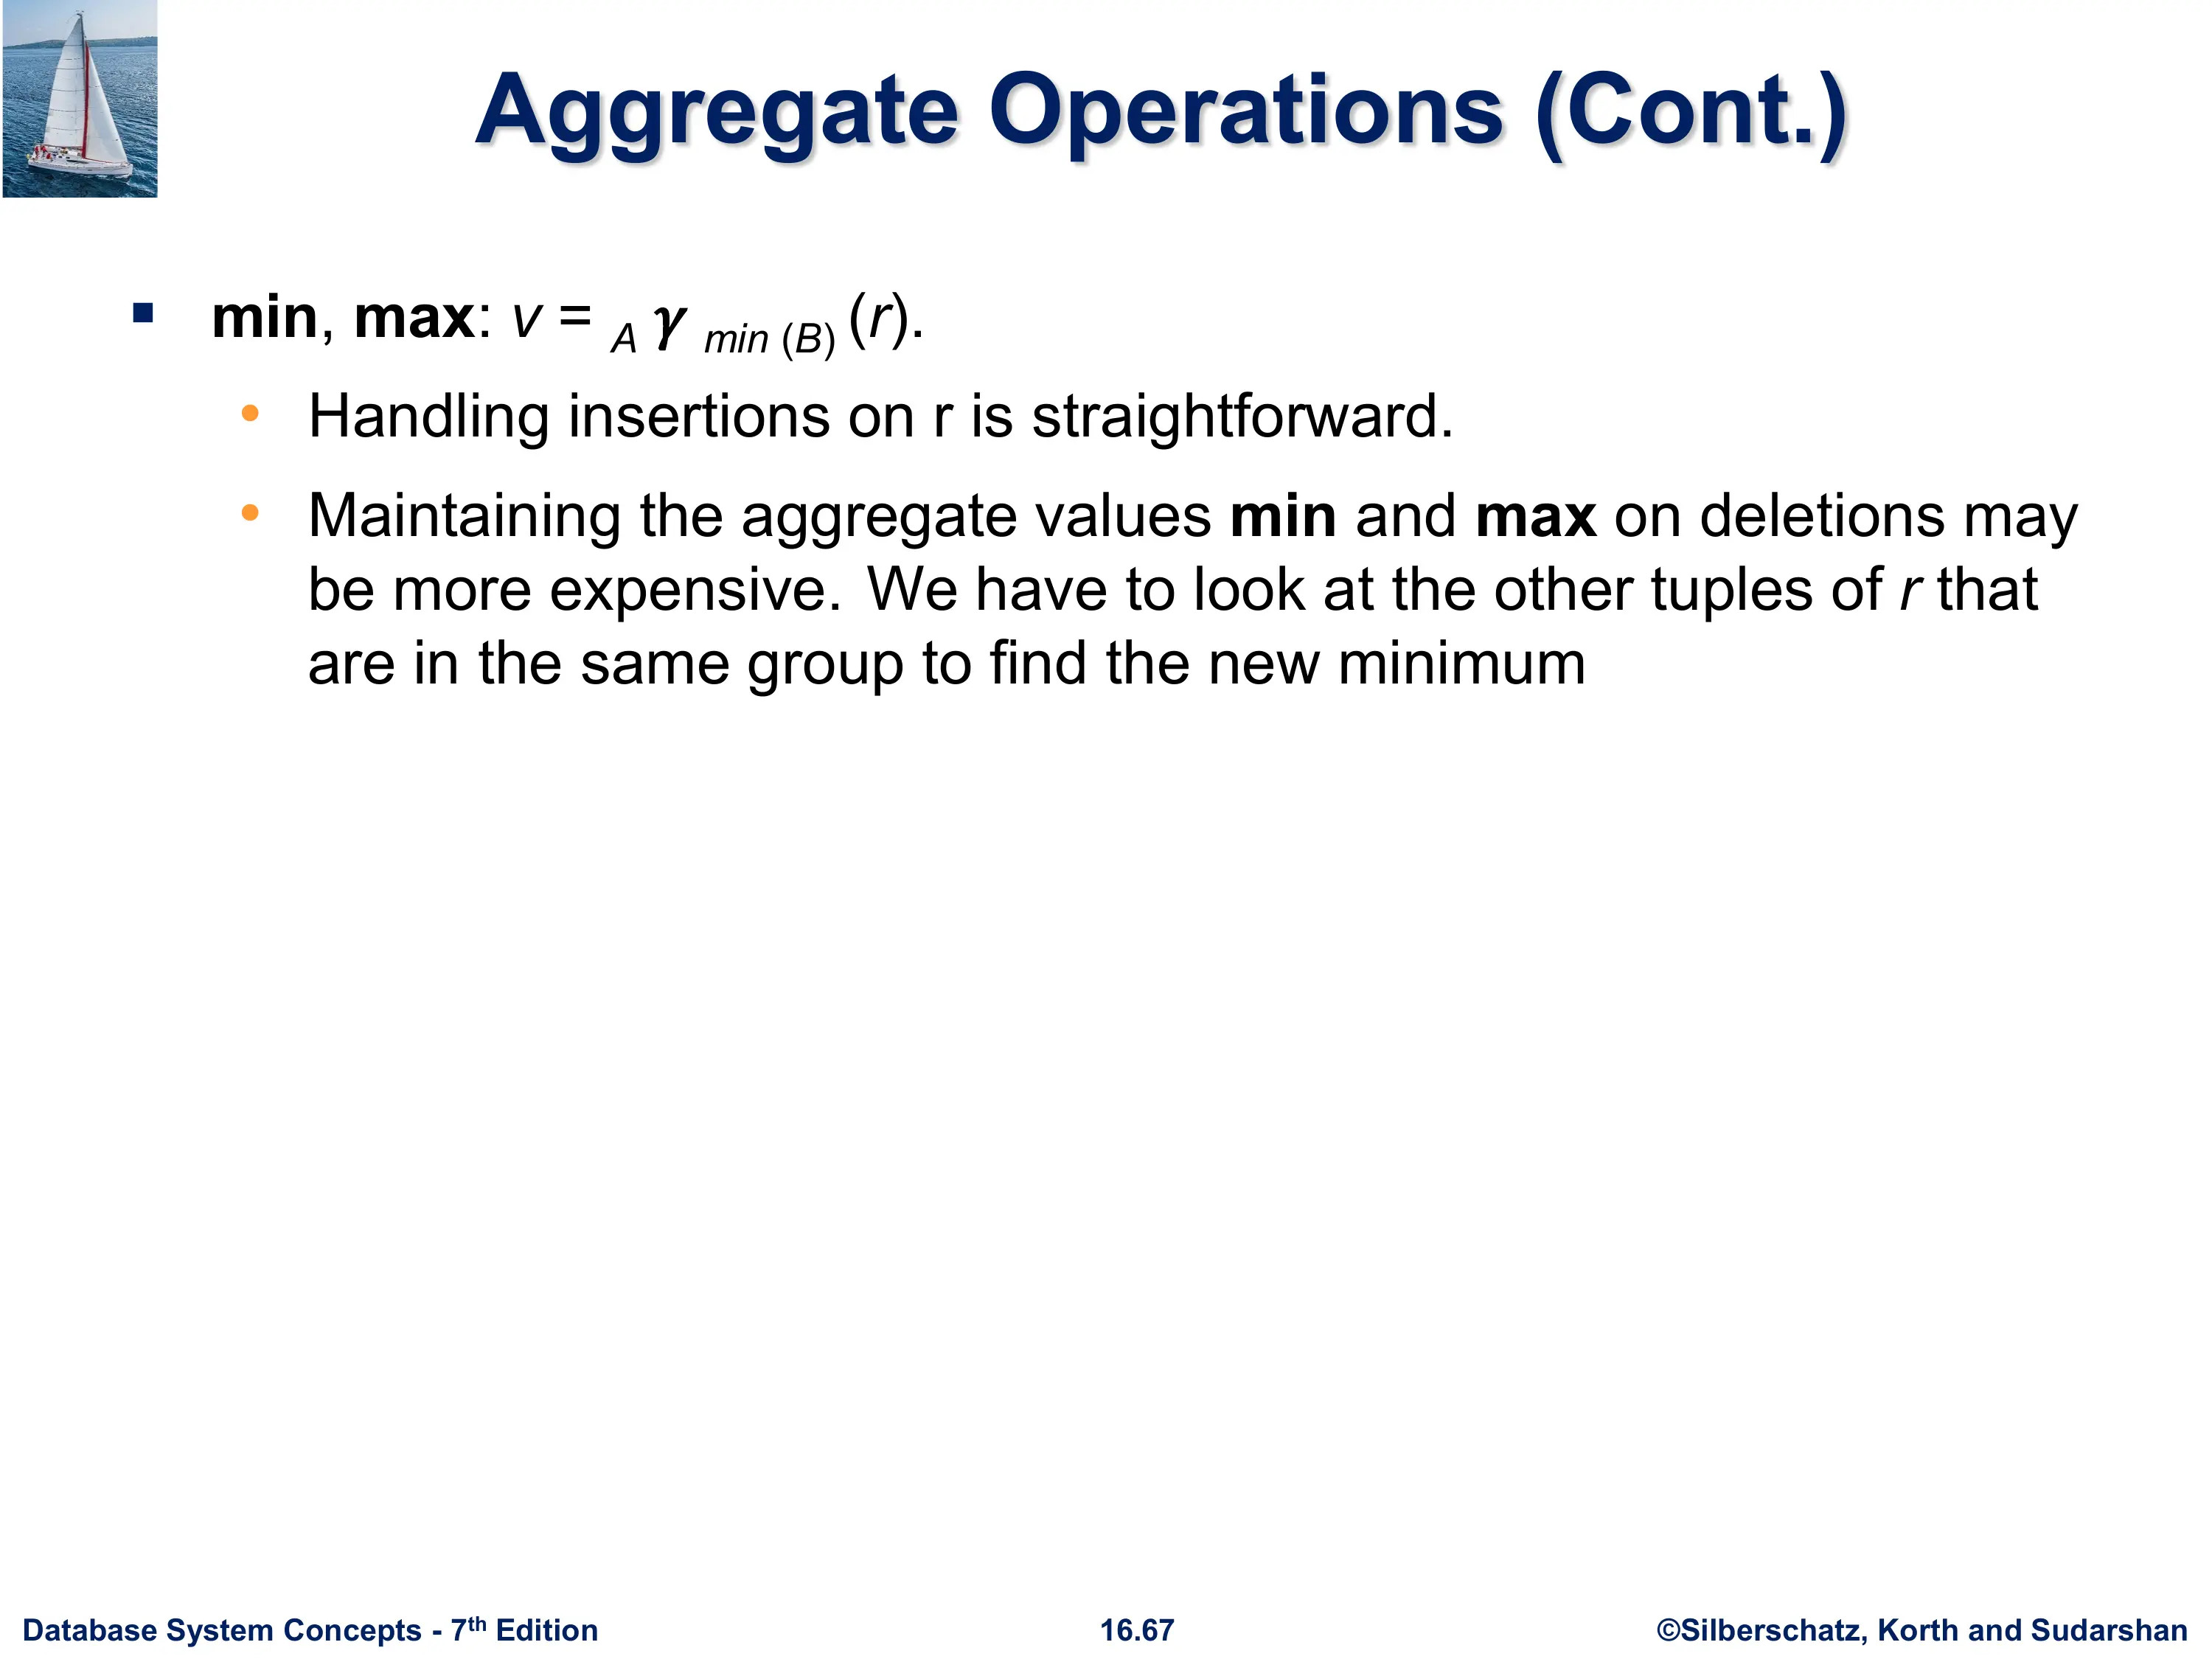 Aggregate Operations (Cont.)
▪ min, max: v = A γ min (B) (r).
• Handling insertions on r is straightforward.
• Maintaining the aggregate values min and max on deletions may
be more expensive. We have to look at the other tuples of r that
are in the same group to find the new minimum
Database System Concepts - 7th Edition 16.67 ©Silberschatz, Korth and Sudarshan